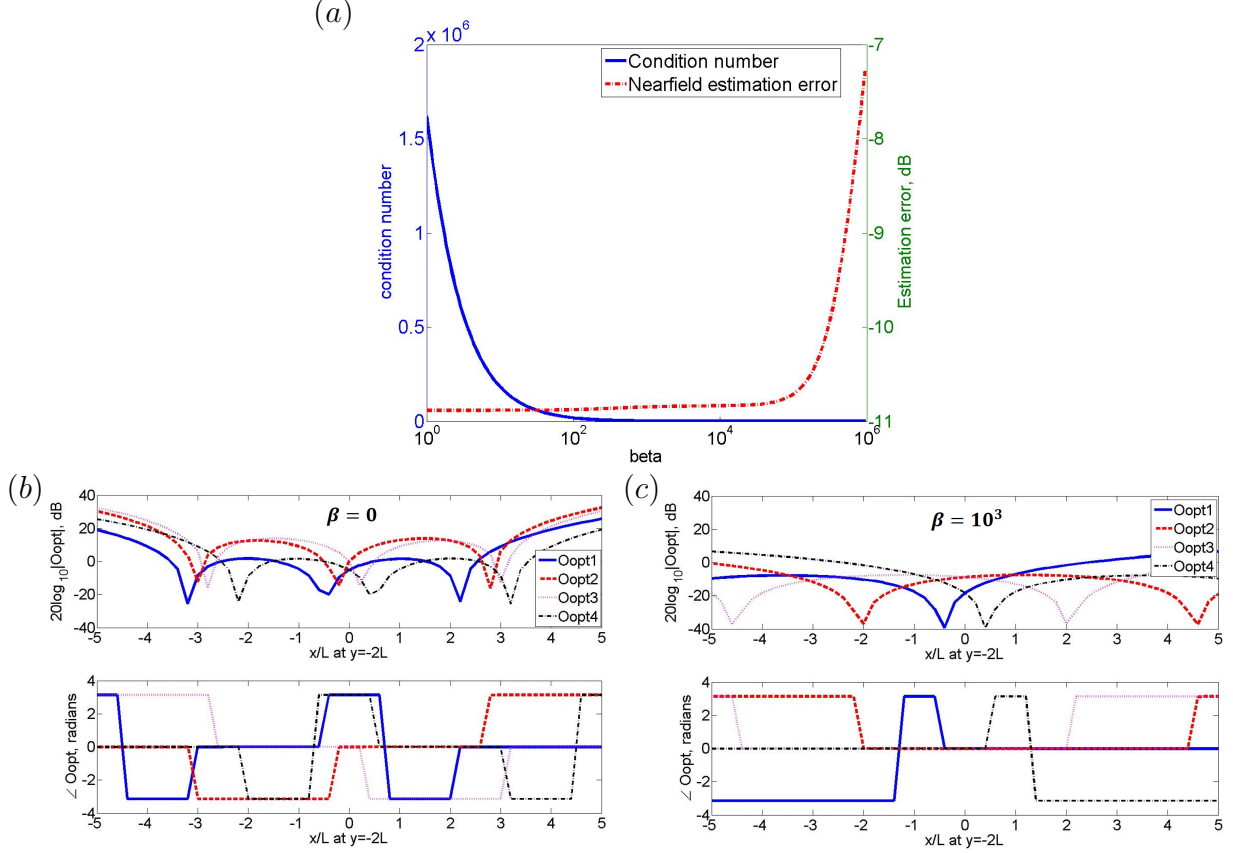 (a)
2 × 10^6
1.5
1
0.5
0
condition number
Condition number
Nearfield estimation error
-7
-8
-9
-10
-11
Estimation error, dB
10^0
10^2
10^4
10^6
beta
(b)
β = 0
40
20
0
-20
-40
20log 10|Oopt|, dB
Oopt1
Oopt2
Oopt3
Oopt4
-5 -4 -3 -2 -1 0 1 2 3 4 5
x/L at y=-2L
4
2
0
-2
-4
∠ Oopt, radians
-5 -4 -3 -2 -1 0 1 2 3 4 5
x/L at y=-2L
(c)
β = 10^3
40
20
0
-20
-40
20log 10|Oopt|, dB
Oopt1
Oopt2
Oopt3
Oopt4
-5 -4 -3 -2 -1 0 1 2 3 4 5
x/L at y=-2L
4
2
0
-2
-4
∠ Oopt, radians
-5 -4 -3 -2 -1 0 1 2 3 4 5
x/L at y=-2L